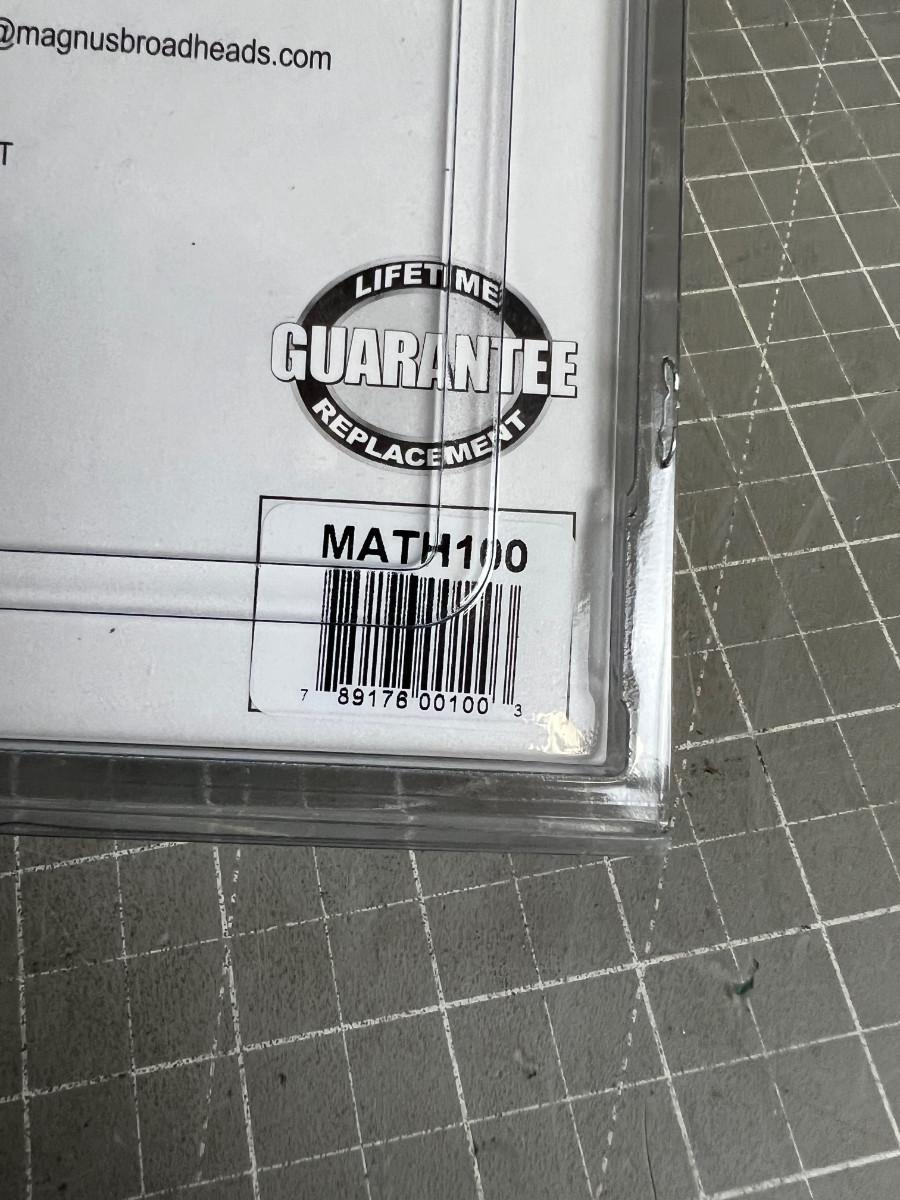 @magnusbroadheads.com
T
LIFETIME
GUARANTEE
REPLACEMENT
MATH100
7 89176 00100 3